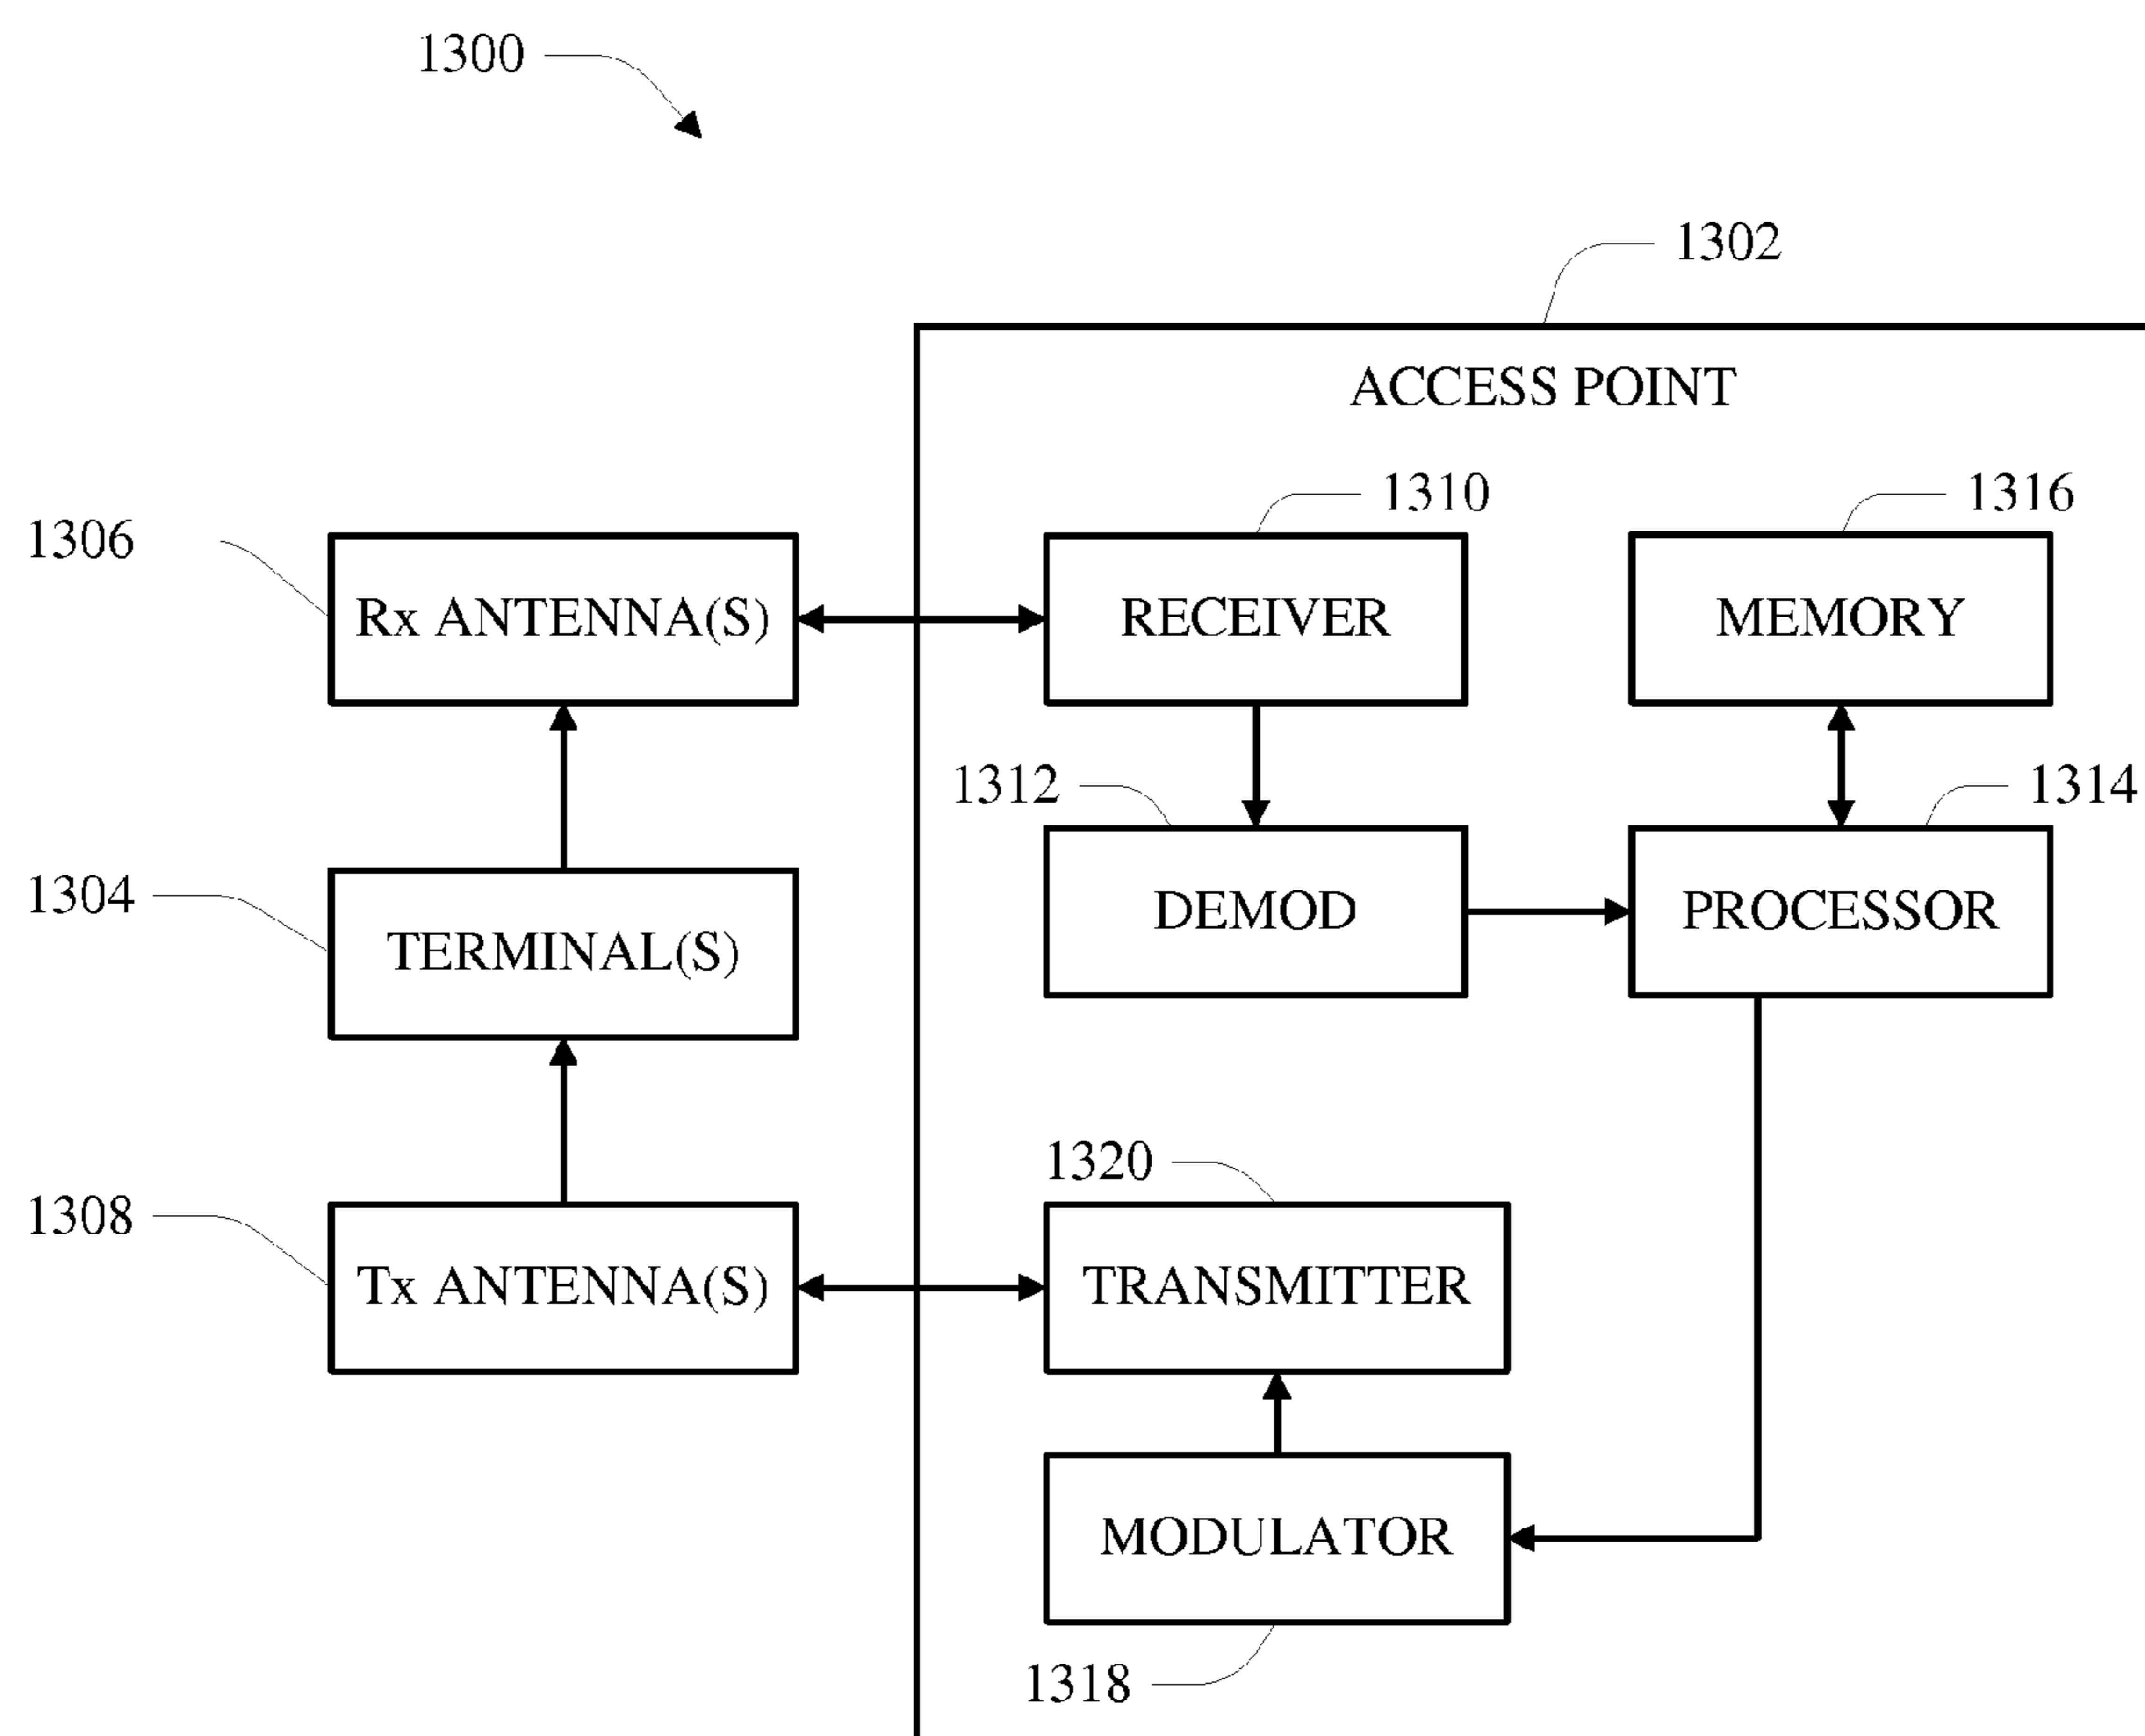 1300
1302
ACCESS POINT
1310
1316
1306
Rx ANTENNA(S)
RECEIVER
MEMORY
1312
1314
1304
TERMINAL(S)
DEMOD
PROCESSOR
1320
1308
Tx ANTENNA(S)
TRANSMITTER
MODULATOR
1318